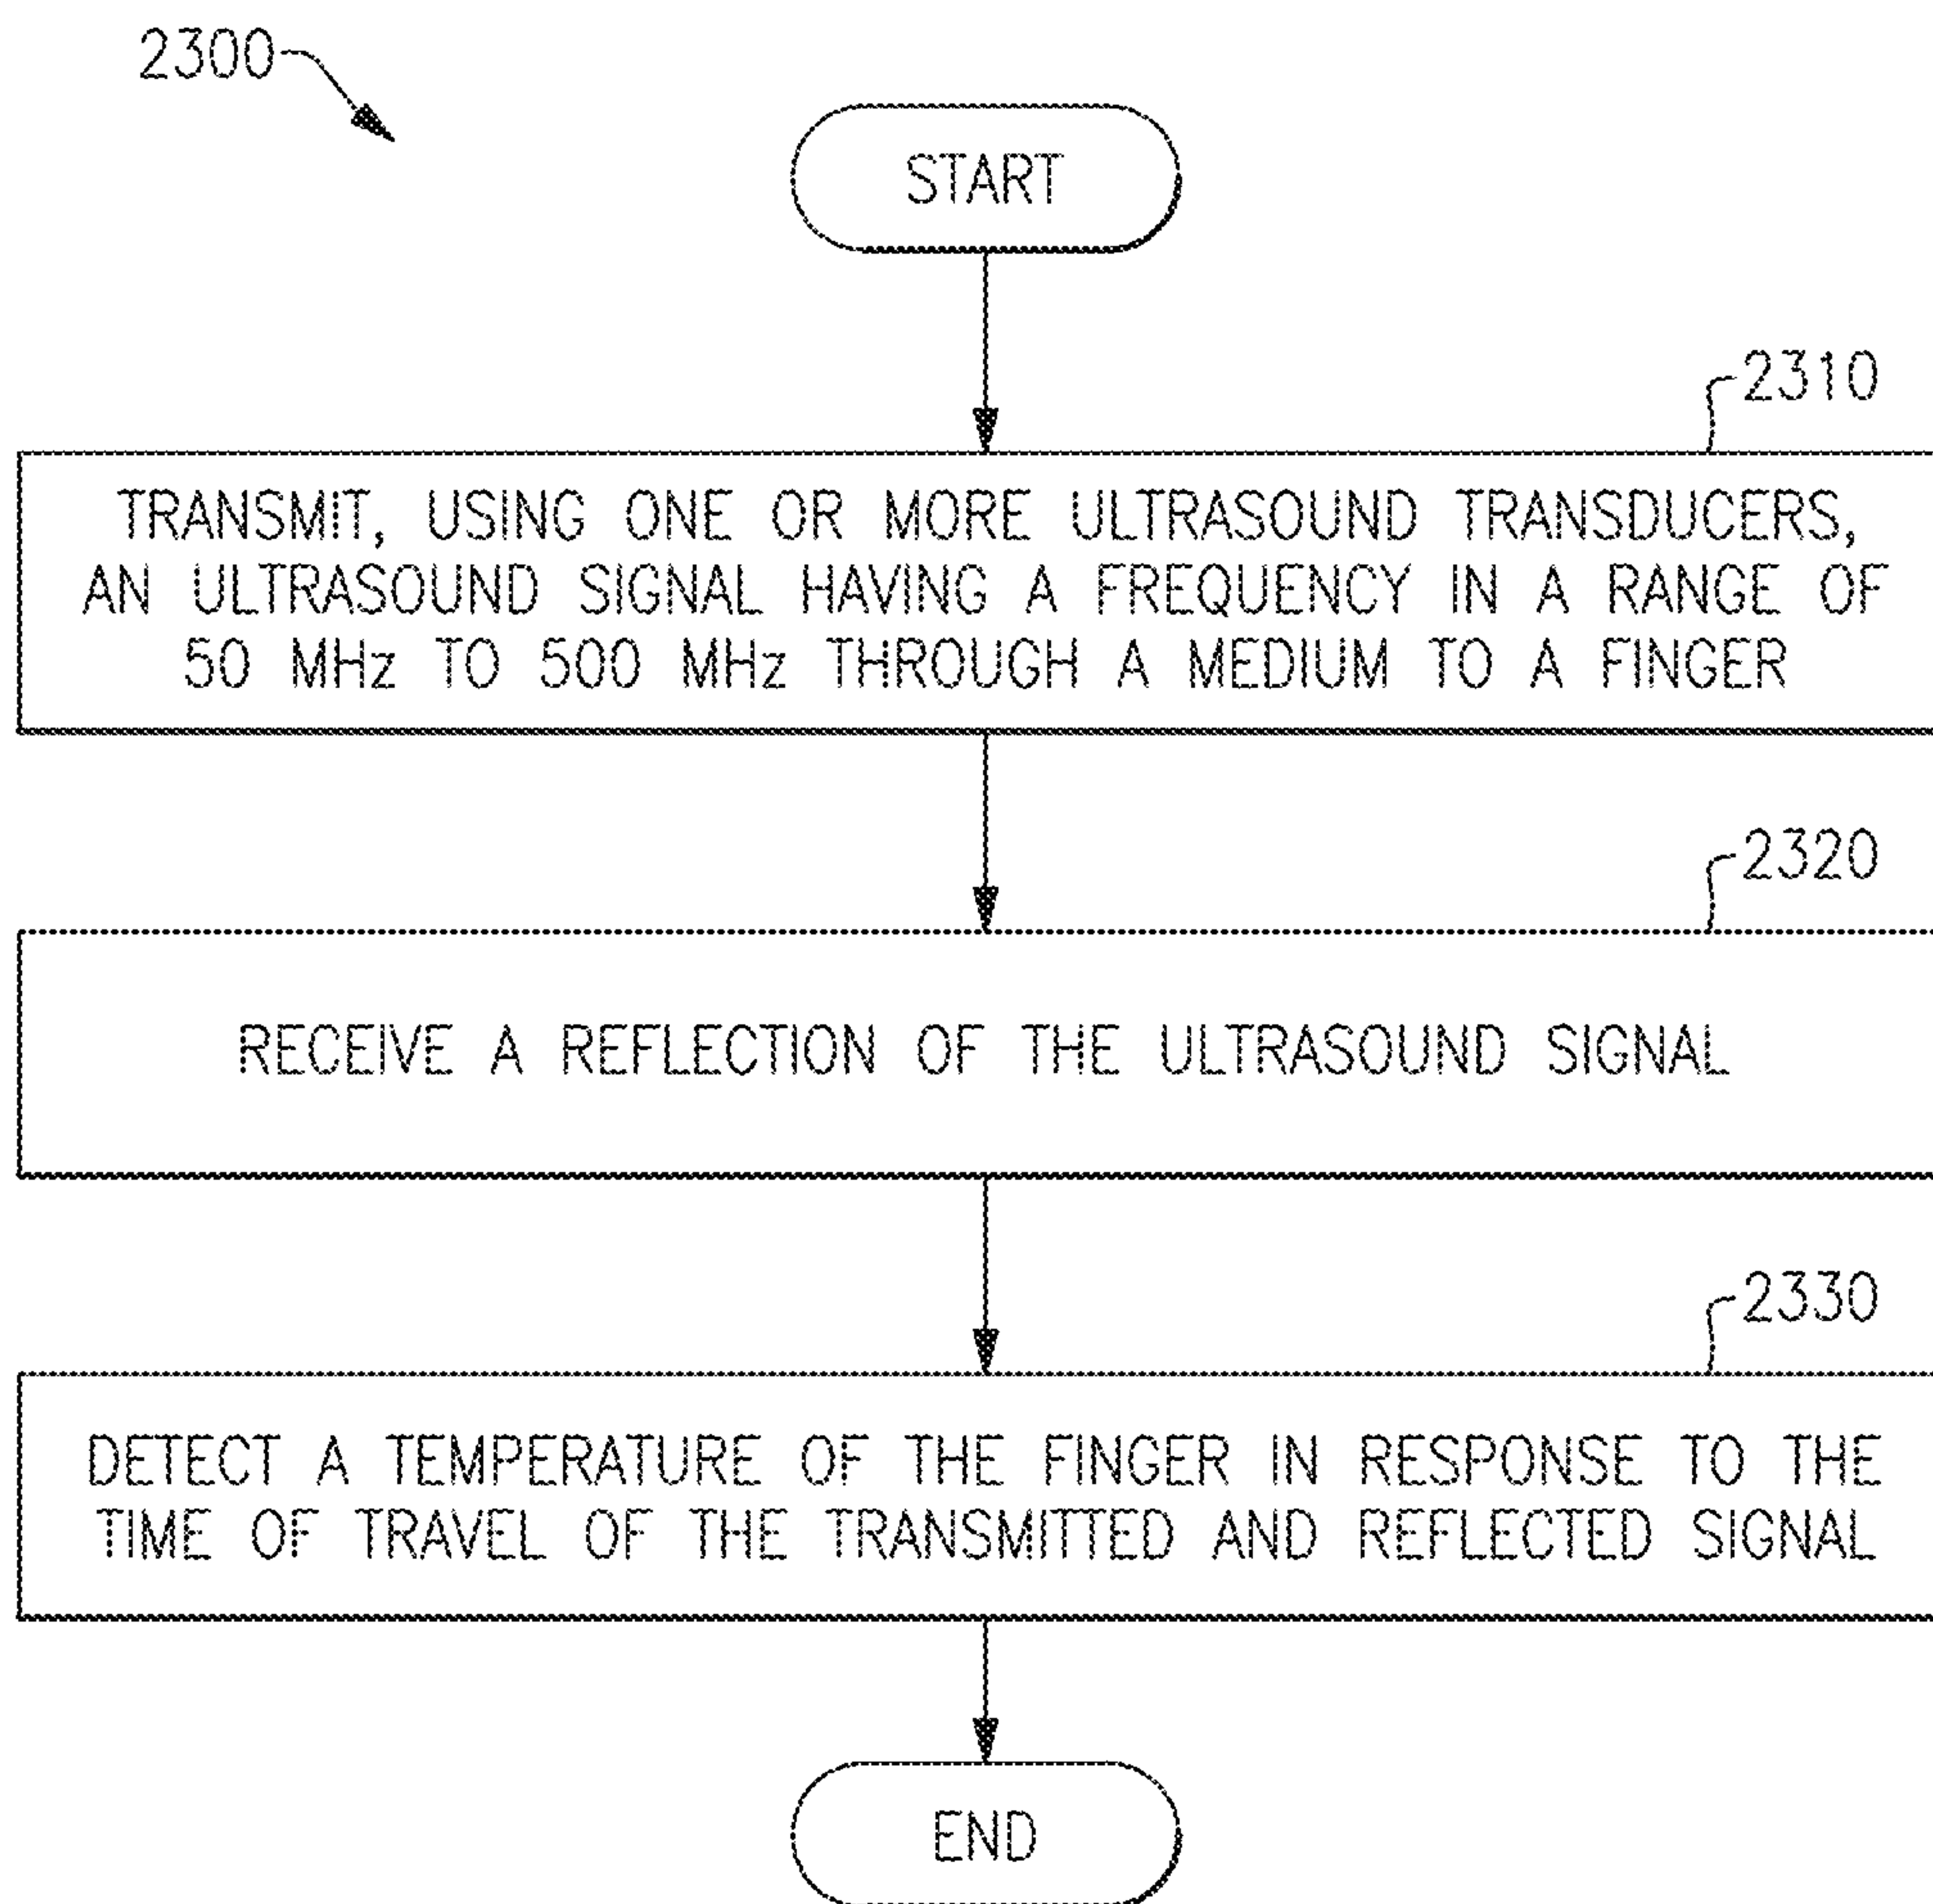 2300
START
2310
TRANSMIT, USING ONE OR MORE ULTRASOUND TRANSDUCERS,
AN ULTRASOUND SIGNAL HAVING A FREQUENCY IN A RANGE OF
50 MHz TO 500 MHz THROUGH A MEDIUM TO A FINGER
2320
RECEIVE A REFLECTION OF THE ULTRASOUND SIGNAL
2330
DETECT A TEMPERATURE OF THE FINGER IN RESPONSE TO THE
TIME OF TRAVEL OF THE TRANSMITTED AND REFLECTED SIGNAL
END